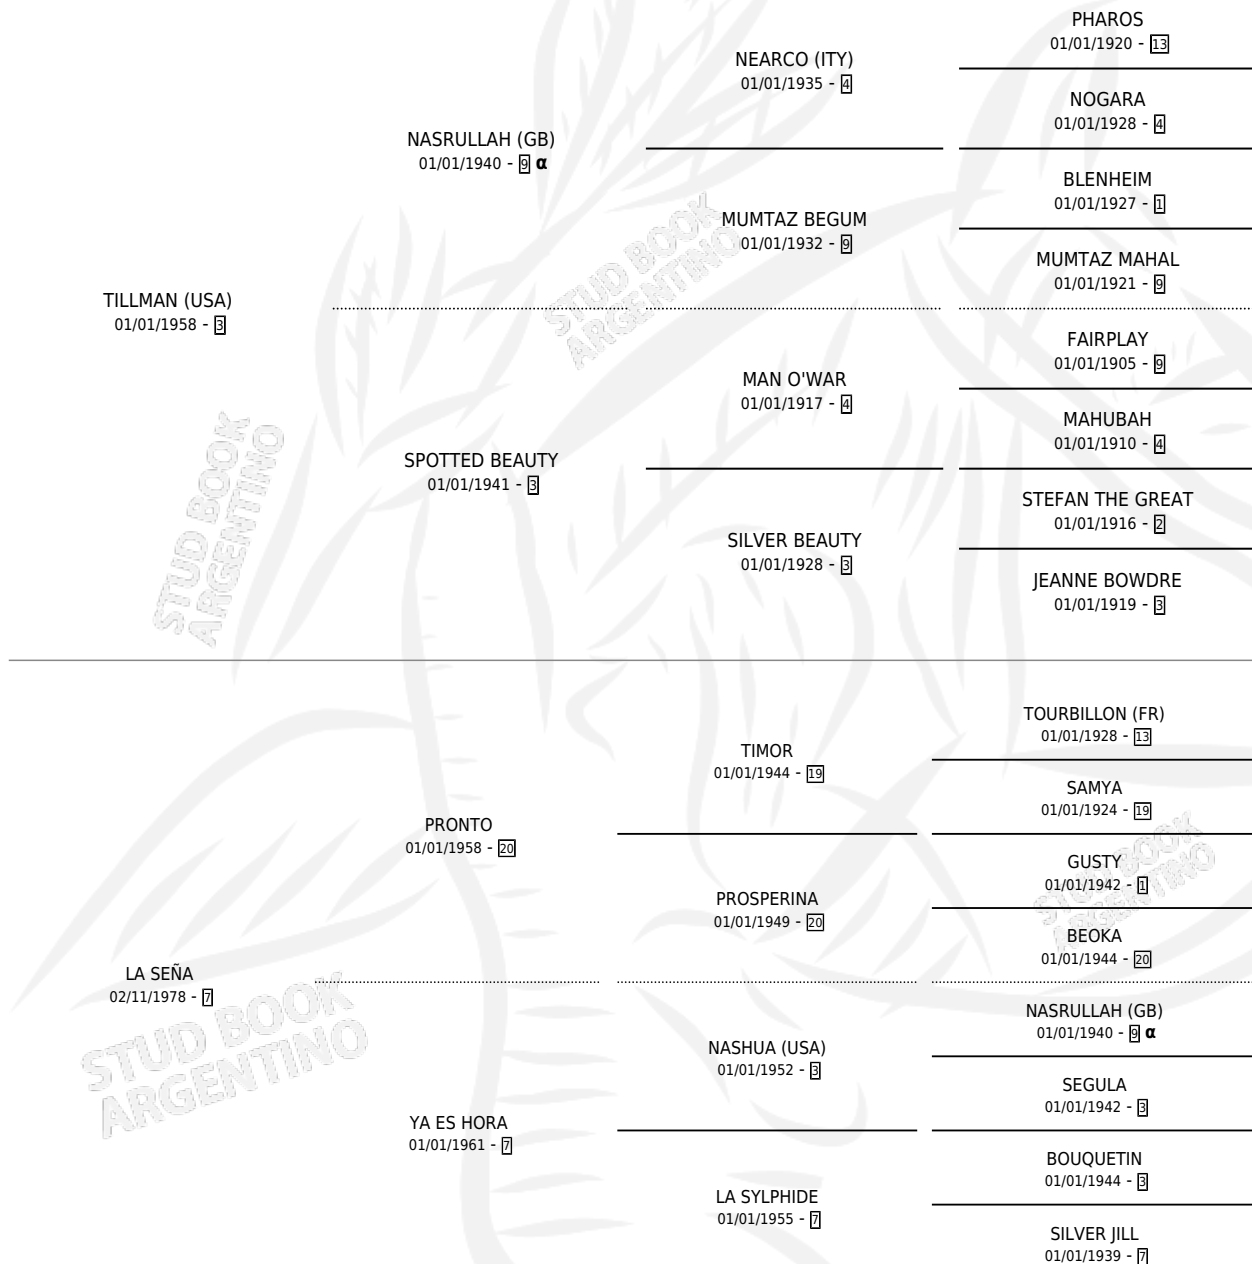 PHAROS
01/01/1920 - 13
NEARCO (ITY)
01/01/1935 - 4
NOGARA
01/01/1928 - 4
NASRULLAH (GB)
01/01/1940 - 9 α
BLENHEIM
01/01/1927 - 1
MUMTAZ BEGUM
01/01/1932 - 9
MUMTAZ MAHAL
01/01/1921 - 9
TILLMAN (USA)
01/01/1958 - 3
FAIRPLAY
01/01/1905 - 9
MAN O'WAR
01/01/1917 - 4
MAHUBAH
01/01/1910 - 4
SPOTTED BEAUTY
01/01/1941 - 3
STEFAN THE GREAT
01/01/1916 - 2
SILVER BEAUTY
01/01/1928 - 3
JEANNE BOWDRE
01/01/1919 - 3
TOURBILLON (FR)
01/01/1928 - 13
TIMOR
01/01/1944 - 19
SAMYA
01/01/1924 - 19
PRONTO
01/01/1958 - 20
GUSTY
01/01/1942 - 1
PROSPERINA
01/01/1949 - 20
BEOKA
01/01/1944 - 20
LA SEÑA
02/11/1978 - 7
NASRULLAH (GB)
01/01/1940 - 9 α
NASHUA (USA)
01/01/1952 - 3
SEGULA
01/01/1942 - 3
YA ES HORA
01/01/1961 - 7
BOUQUETIN
01/01/1944 - 3
LA SYLPHIDE
01/01/1955 - 7
SILVER JILL
01/01/1939 - 7
STUD BOOK
ARGENTINO
STUD BOOK
ARGENTINO
STUD BOOK
ARGENTINO
STUD BOOK
ARGENTINO